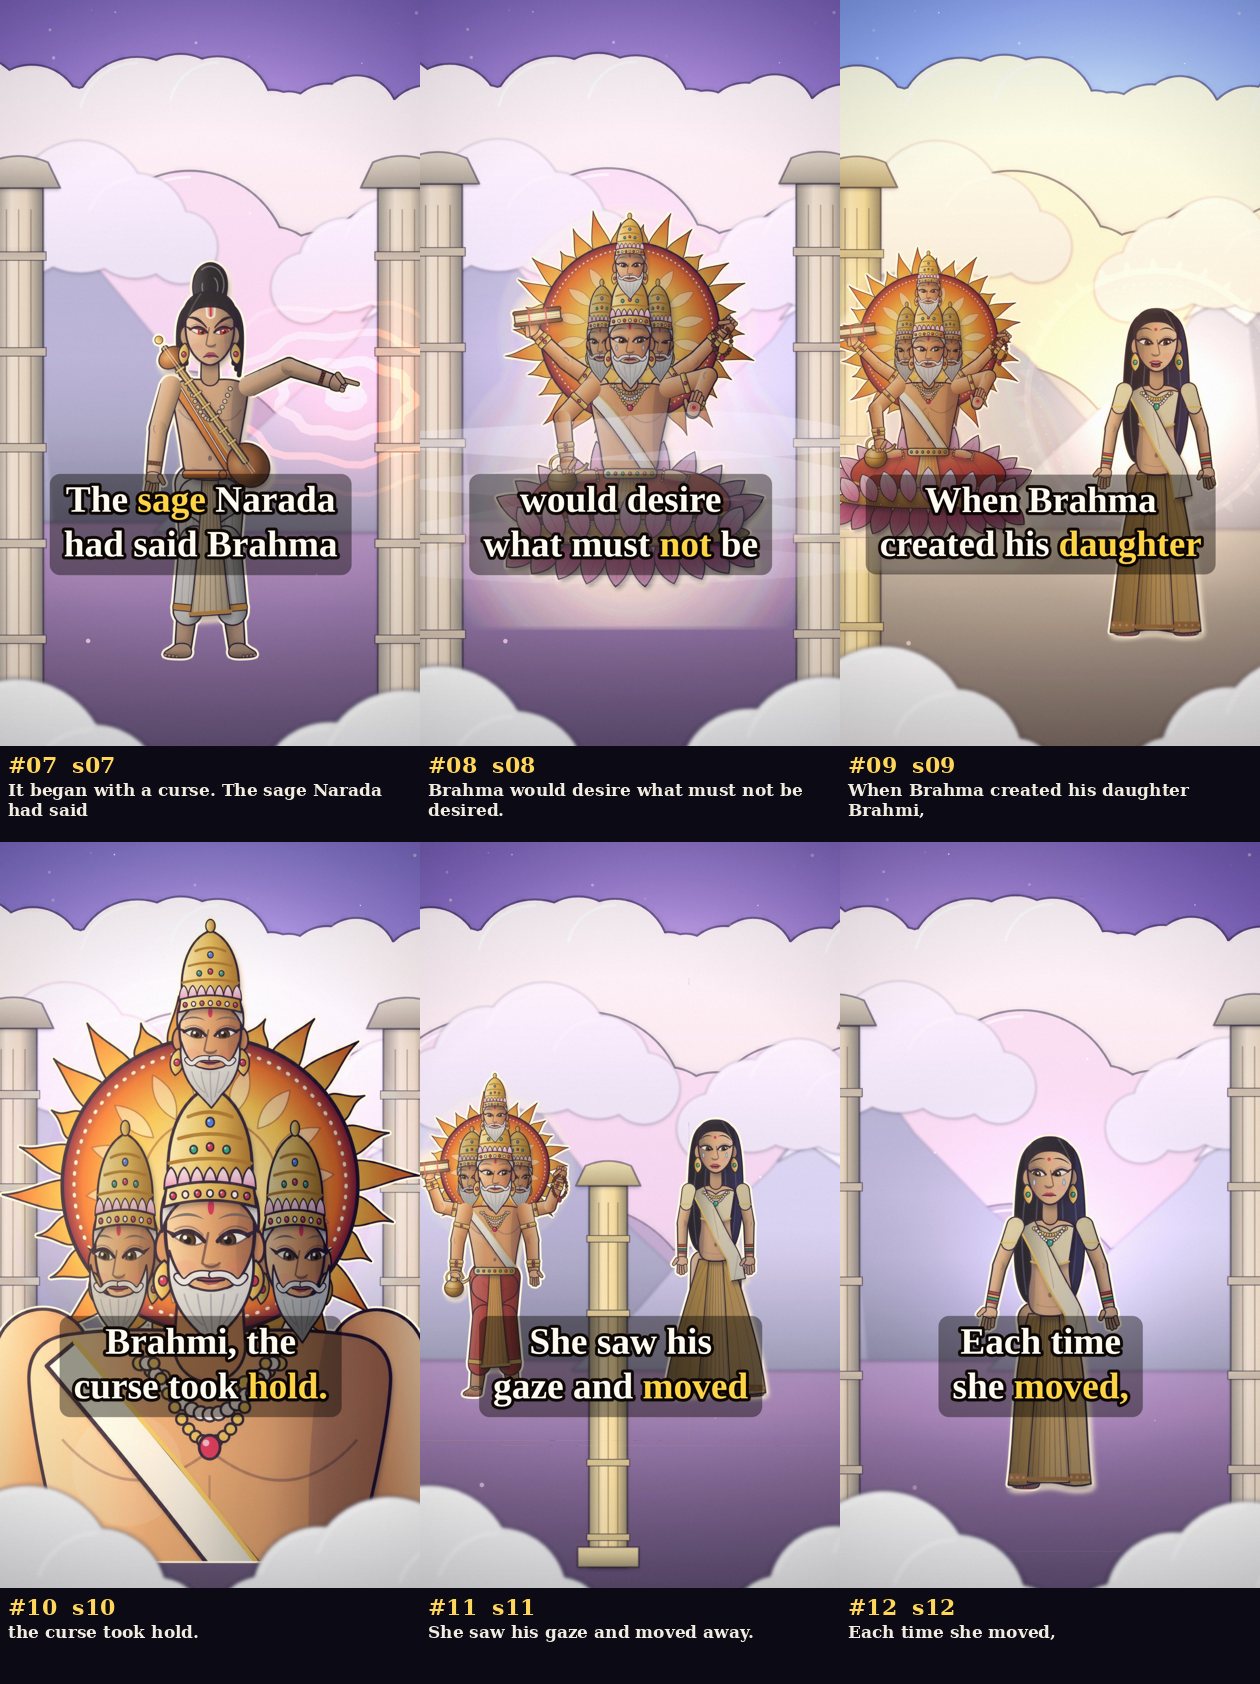 The sage Narada
had said Brahma
#07 s07
It began with a curse. The sage Narada
had said
would desire
what must not be
#08 s08
Brahma would desire what must not be
desired.
When Brahma
created his daughter
#09 s09
When Brahma created his daughter
Brahmi,
Brahmi, the
curse took hold.
#10 s10
the curse took hold.
She saw his
gaze and moved
#11 s11
She saw his gaze and moved away.
Each time
she moved,
#12 s12
Each time she moved,